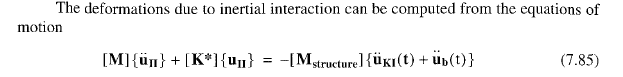 The deformations due to inertial interaction can be computed from the equations of
motion
[M]{ü_II} + [K*]{u_II} = -[M_structure]{ü_KI(t) + ü_b(t)} (7.85)